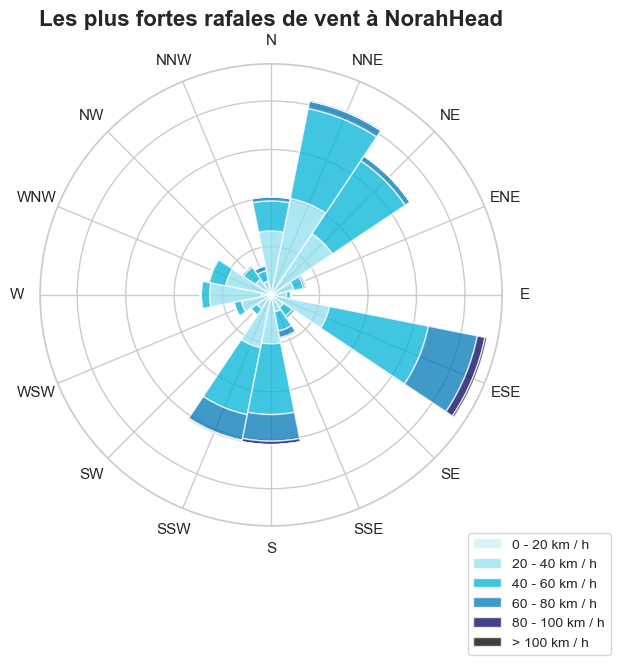 Les plus fortes rafales de vent à NorahHead
N
NNW
NNE
NW
NE
WNW
ENE
W
E
WSW
ESE
SW
SE
SSW
SSE
S
0 - 20 km / h
20 - 40 km / h
40 - 60 km / h
60 - 80 km / h
80 - 100 km / h
> 100 km / h